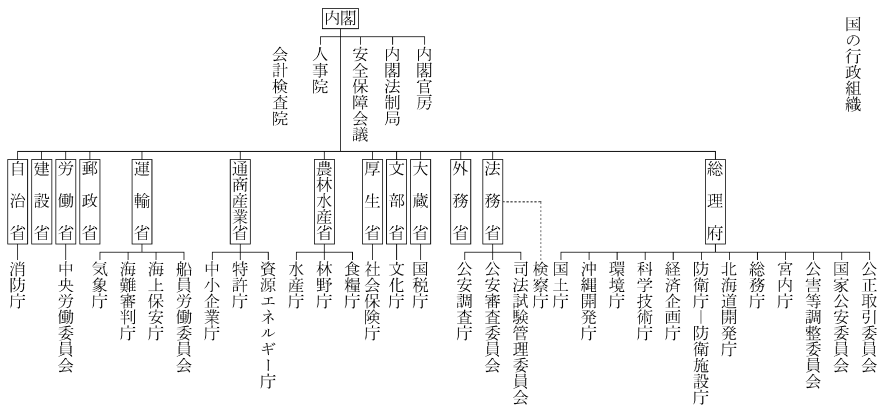 国の行政組織
内閣
内閣官房
内閣法制局
安全保障会議
人事院
会計検査院
総理府
法務省
外務省
大蔵省
文部省
厚生省
農林水産省
通商産業省
運輸省
郵政省
労働省
建設省
自治省
公正取引委員会
国家公安委員会
公害等調整委員会
宮内庁
総務庁
北海道開発庁
防衛庁―防衛施設庁
経済企画庁
科学技術庁
環境庁
沖縄開発庁
国土庁
検察庁
司法試験管理委員会
公安審査委員会
公安調査庁
国税庁
文化庁
社会保険庁
食糧庁
林野庁
水産庁
資源エネルギー庁
特許庁
中小企業庁
船員労働委員会
海上保安庁
海難審判庁
気象庁
中央労働委員会
消防庁